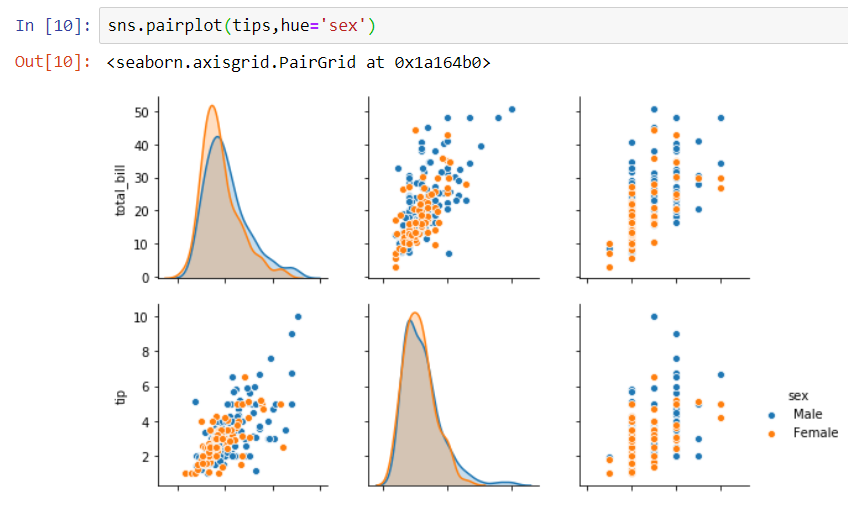 In [10]: sns.pairplot(tips,hue='sex')
Out[10]: <seaborn.axisgrid.PairGrid at 0x1a164b0>
50
40
30
20
10
0
total_bill
10
8
6
4
2
tip
sex
Male
Female